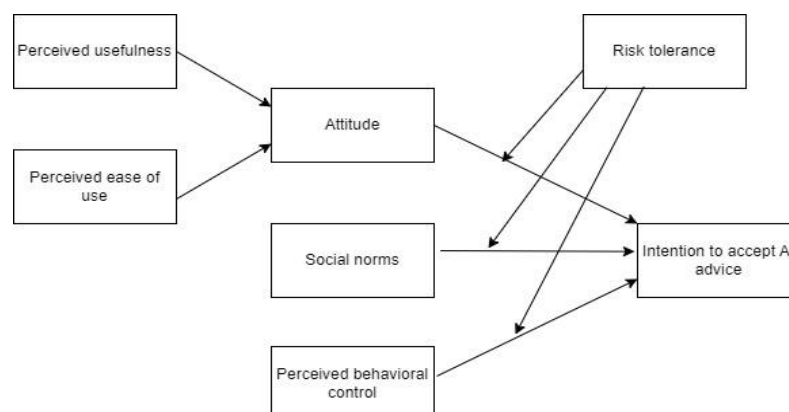 Perceived usefulness
Risk tolerance
Attitude
Perceived ease of
use
Social norms
Intention to accept A
advice
Perceived behavioral
control